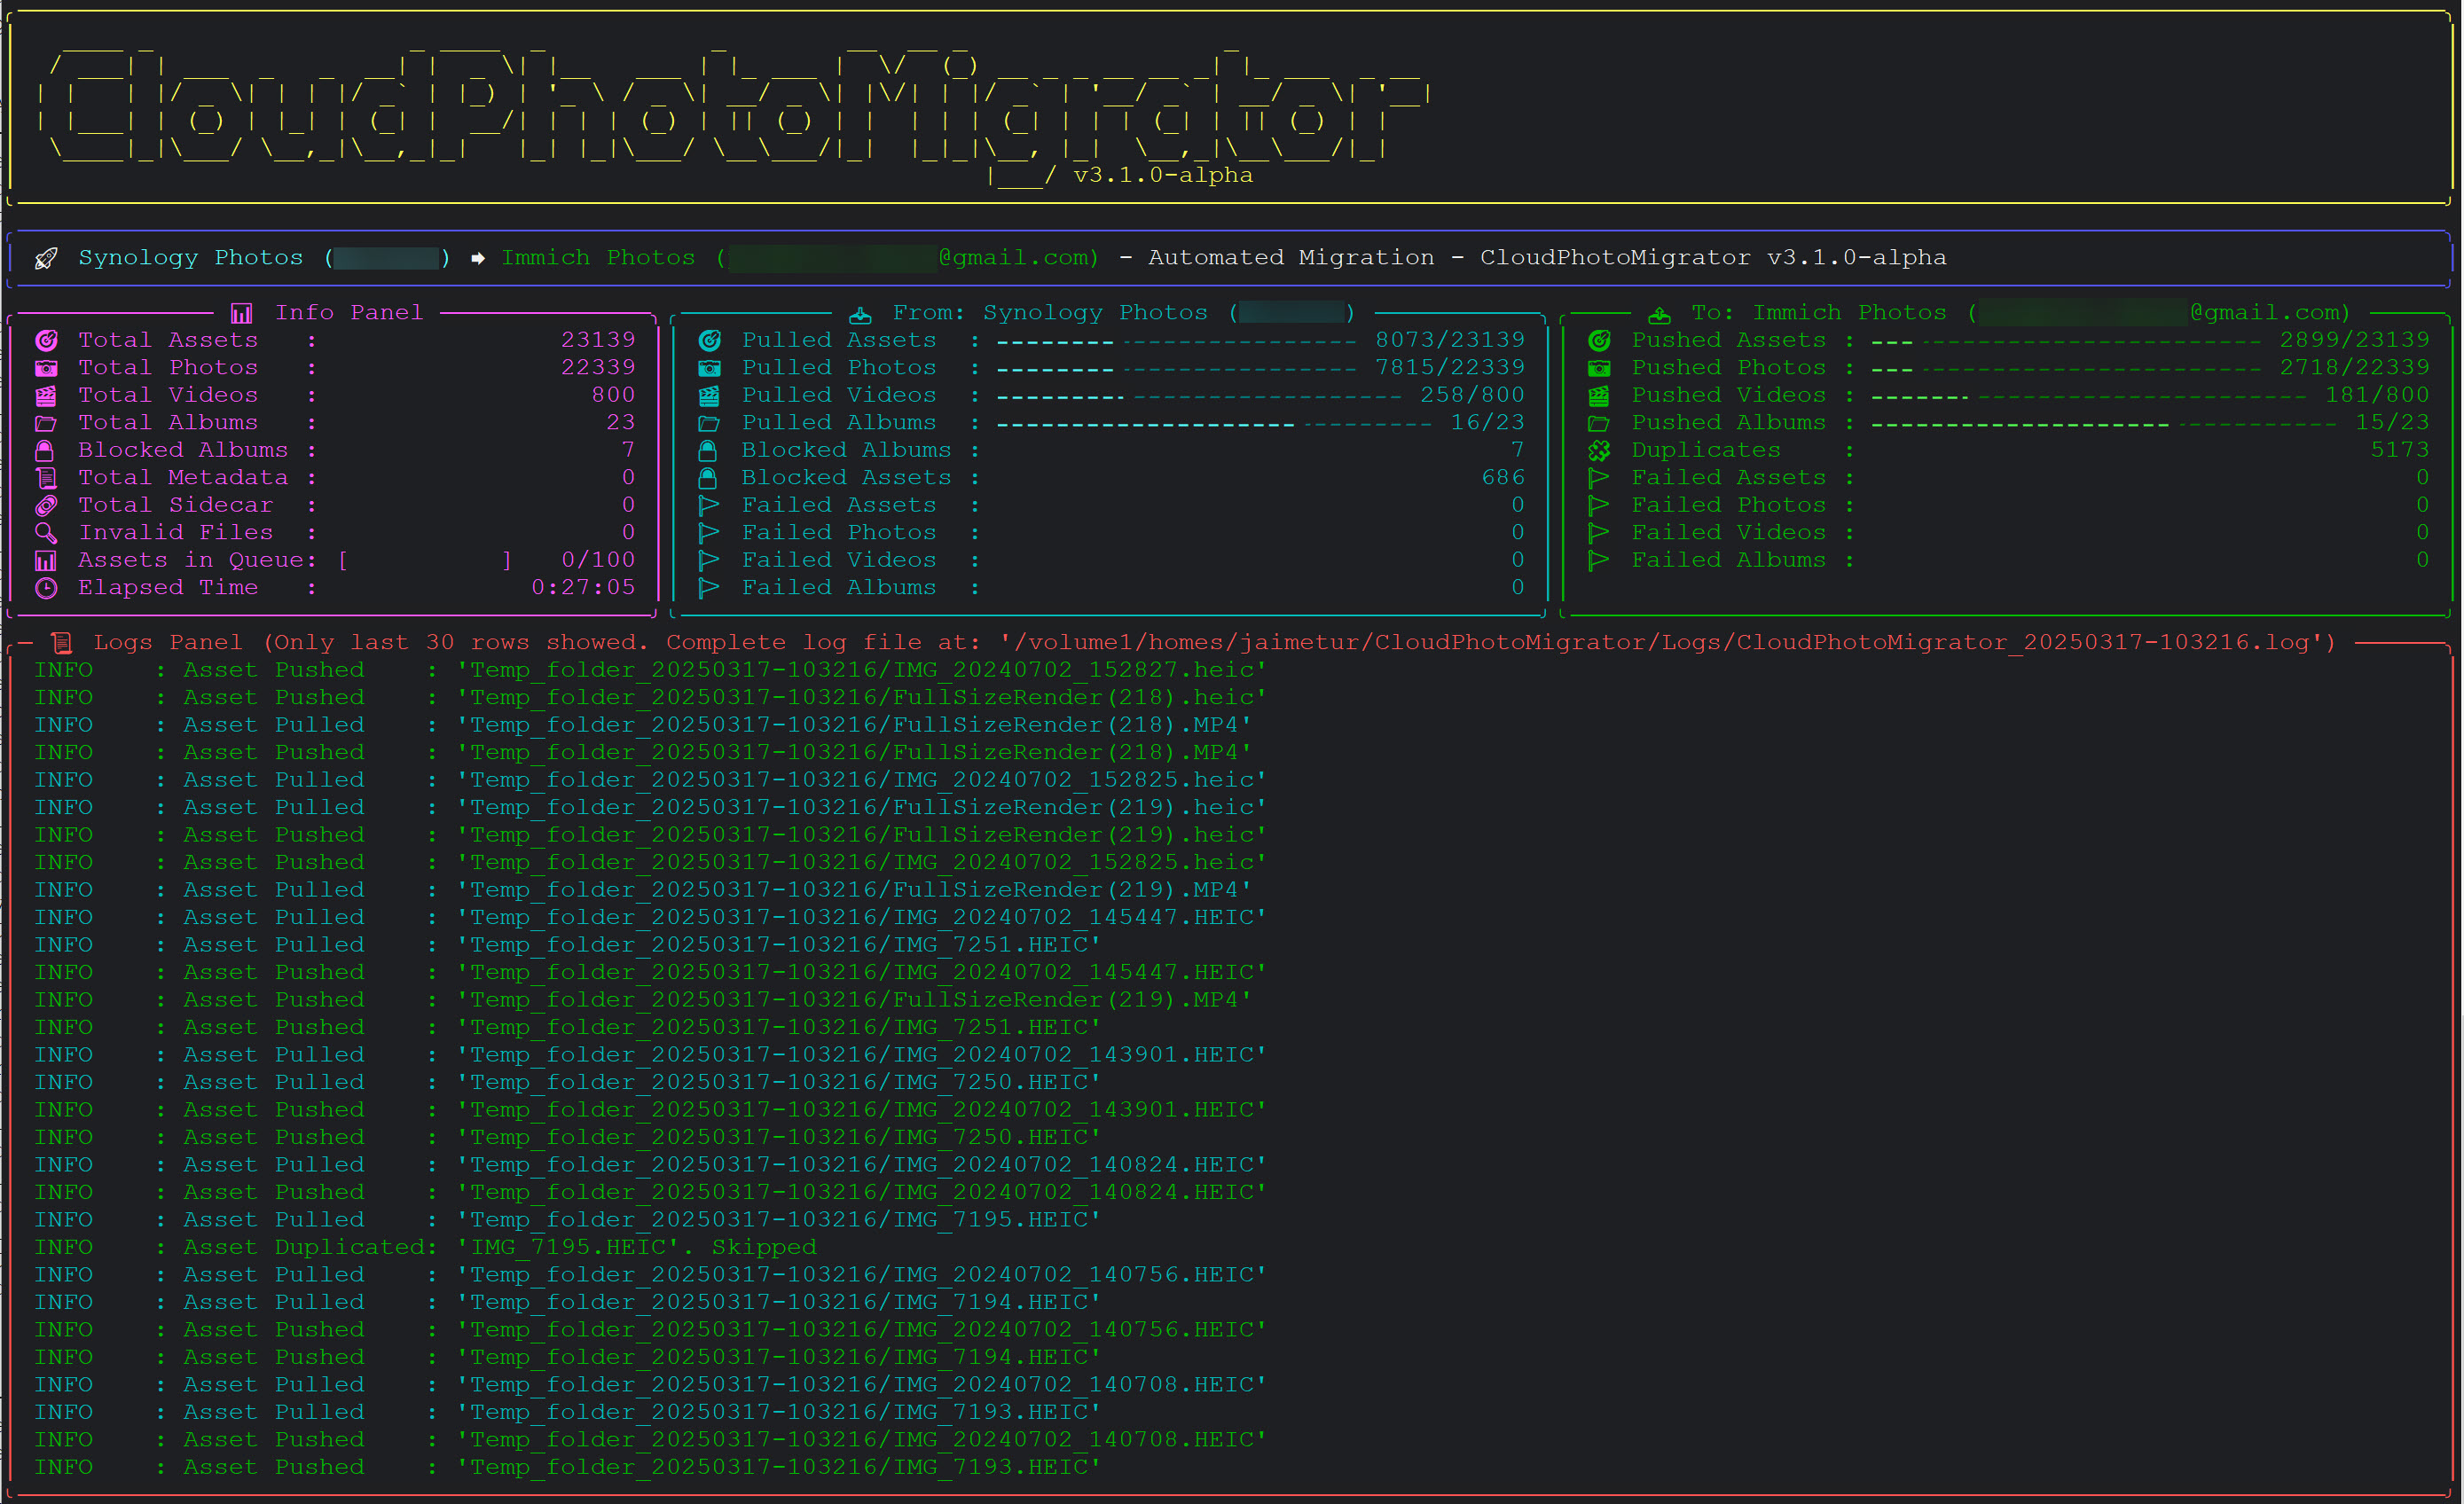 CloudPhotoMigrator
v3.1.0-alpha
Synology Photos ( ) ➡ Immich Photos ( @gmail.com) - Automated Migration - CloudPhotoMigrator v3.1.0-alpha
Info Panel
Total Assets : 23139
Total Photos : 22339
Total Videos : 800
Total Albums : 23
Blocked Albums : 7
Total Metadata : 0
Total Sidecar : 0
Invalid Files : 0
Assets in Queue: [ ] 0/100
Elapsed Time : 0:27:05
From: Synology Photos ( )
Pulled Assets : 8073/23139
Pulled Photos : 7815/22339
Pulled Videos : 258/800
Pulled Albums : 16/23
Blocked Albums : 7
Blocked Assets : 686
Failed Assets : 0
Failed Photos : 0
Failed Videos : 0
Failed Albums : 0
To: Immich Photos ( @gmail.com)
Pushed Assets : 2899/23139
Pushed Photos : 2718/22339
Pushed Videos : 181/800
Pushed Albums : 15/23
Duplicates : 5173
Failed Assets : 0
Failed Photos : 0
Failed Videos : 0
Failed Albums : 0
Logs Panel (Only last 30 rows showed. Complete log file at: '/volume1/homes/jaimetur/CloudPhotoMigrator/Logs/CloudPhotoMigrator_20250317-103216.log')
INFO : Asset Pushed : 'Temp_folder_20250317-103216/IMG_20240702_152827.heic'
INFO : Asset Pushed : 'Temp_folder_20250317-103216/FullSizeRender(218).heic'
INFO : Asset Pulled : 'Temp_folder_20250317-103216/FullSizeRender(218).MP4'
INFO : Asset Pushed : 'Temp_folder_20250317-103216/FullSizeRender(218).MP4'
INFO : Asset Pulled : 'Temp_folder_20250317-103216/IMG_20240702_152825.heic'
INFO : Asset Pulled : 'Temp_folder_20250317-103216/FullSizeRender(219).heic'
INFO : Asset Pushed : 'Temp_folder_20250317-103216/FullSizeRender(219).heic'
INFO : Asset Pushed : 'Temp_folder_20250317-103216/IMG_20240702_152825.heic'
INFO : Asset Pulled : 'Temp_folder_20250317-103216/FullSizeRender(219).MP4'
INFO : Asset Pulled : 'Temp_folder_20250317-103216/IMG_20240702_145447.HEIC'
INFO : Asset Pulled : 'Temp_folder_20250317-103216/IMG_7251.HEIC'
INFO : Asset Pushed : 'Temp_folder_20250317-103216/IMG_20240702_145447.HEIC'
INFO : Asset Pushed : 'Temp_folder_20250317-103216/FullSizeRender(219).MP4'
INFO : Asset Pushed : 'Temp_folder_20250317-103216/IMG_7251.HEIC'
INFO : Asset Pulled : 'Temp_folder_20250317-103216/IMG_20240702_143901.HEIC'
INFO : Asset Pulled : 'Temp_folder_20250317-103216/IMG_7250.HEIC'
INFO : Asset Pushed : 'Temp_folder_20250317-103216/IMG_20240702_143901.HEIC'
INFO : Asset Pushed : 'Temp_folder_20250317-103216/IMG_7250.HEIC'
INFO : Asset Pulled : 'Temp_folder_20250317-103216/IMG_20240702_140824.HEIC'
INFO : Asset Pushed : 'Temp_folder_20250317-103216/IMG_20240702_140824.HEIC'
INFO : Asset Pulled : 'Temp_folder_20250317-103216/IMG_7195.HEIC'
INFO : Asset Duplicated: 'IMG_7195.HEIC'. Skipped
INFO : Asset Pulled : 'Temp_folder_20250317-103216/IMG_20240702_140756.HEIC'
INFO : Asset Pulled : 'Temp_folder_20250317-103216/IMG_7194.HEIC'
INFO : Asset Pushed : 'Temp_folder_20250317-103216/IMG_20240702_140756.HEIC'
INFO : Asset Pushed : 'Temp_folder_20250317-103216/IMG_7194.HEIC'
INFO : Asset Pulled : 'Temp_folder_20250317-103216/IMG_20240702_140708.HEIC'
INFO : Asset Pulled : 'Temp_folder_20250317-103216/IMG_7193.HEIC'
INFO : Asset Pushed : 'Temp_folder_20250317-103216/IMG_20240702_140708.HEIC'
INFO : Asset Pushed : 'Temp_folder_20250317-103216/IMG_7193.HEIC'